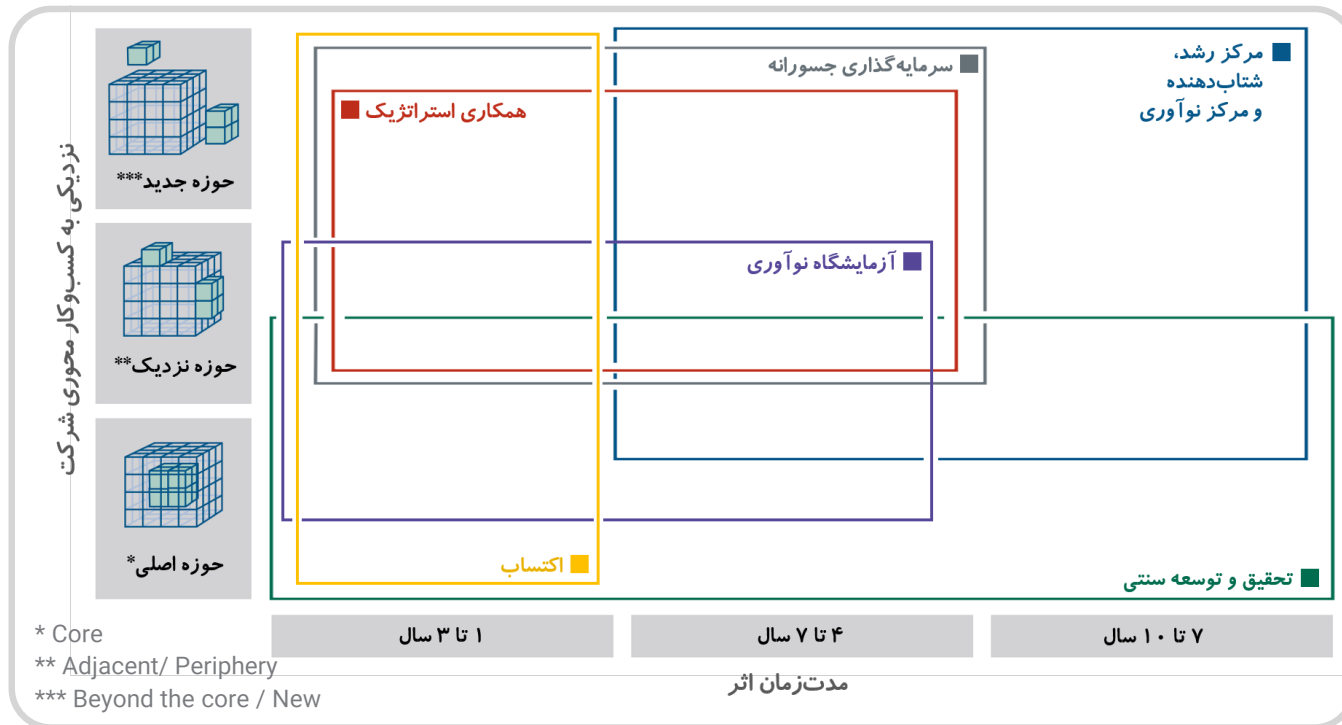 مرکز رشد،
شتاب‌دهنده
و مرکز نوآوری
سرمایه‌گذاری جسورانه
همکاری استراتژیک
حوزه جدید***
نزدیکی به کسب‌وکار محوری شرکت
آزمایشگاه نوآوری
حوزه نزدیک**
حوزه اصلی*
اکتساب
تحقیق و توسعه سنتی
۱ تا ۳ سال
۴ تا ۷ سال
۷ تا ۱۰ سال
مدت‌زمان اثر
* Core
** Adjacent/ Periphery
*** Beyond the core / New